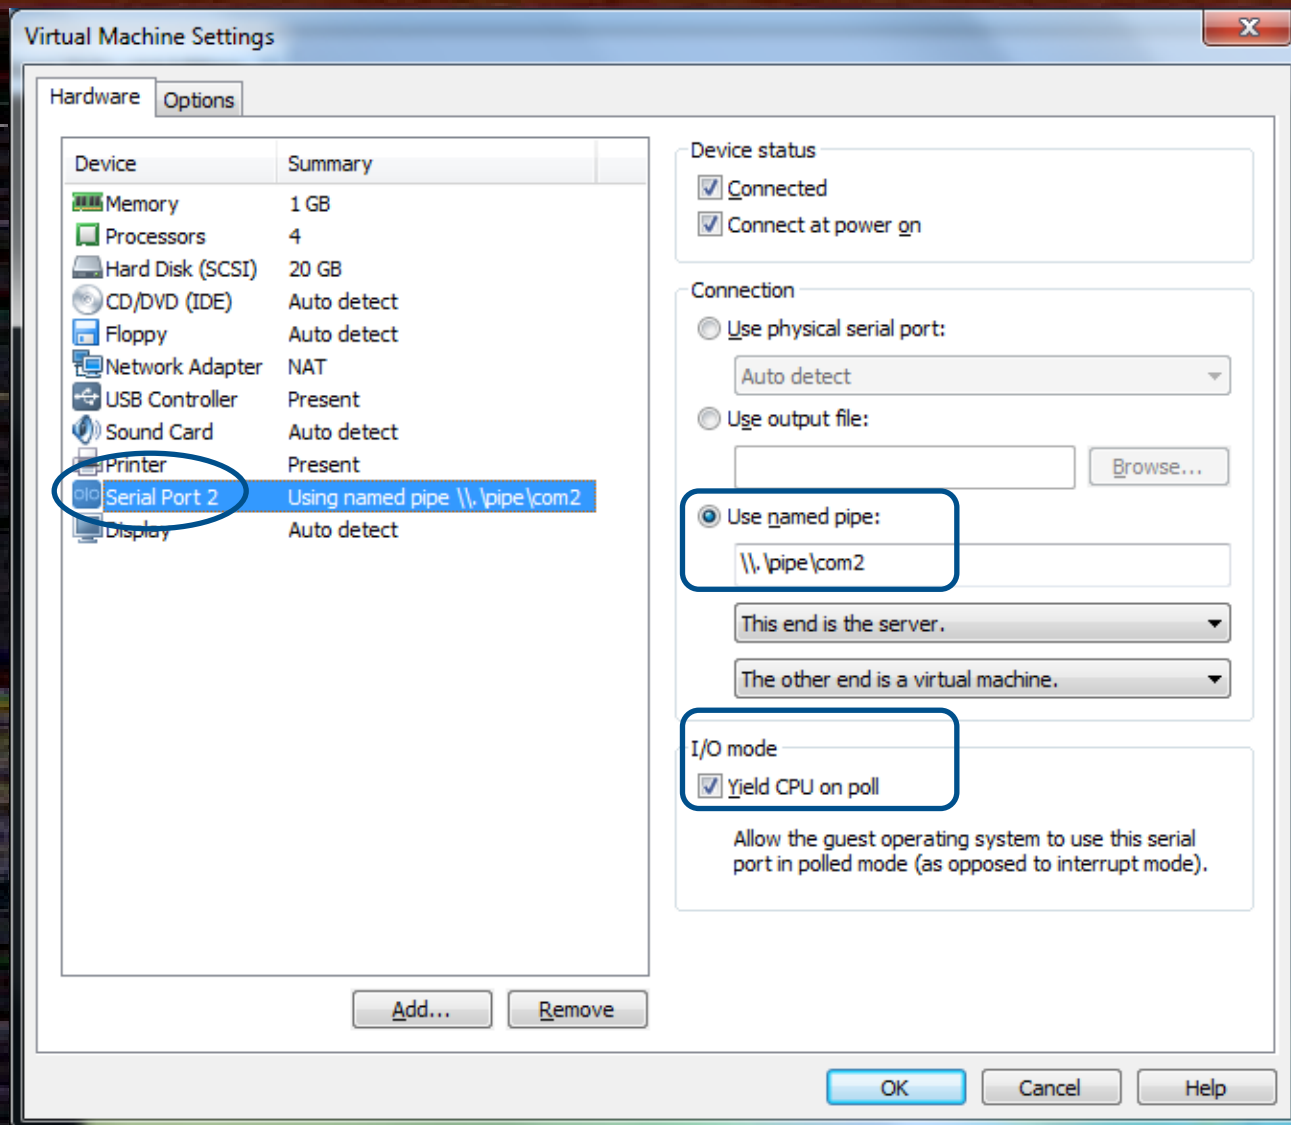 Virtual Machine Settings
Hardware Options
Device Summary
Memory 1 GB
Processors 4
Hard Disk (SCSI) 20 GB
CD/DVD (IDE) Auto detect
Floppy Auto detect
Network Adapter NAT
USB Controller Present
Sound Card Auto detect
Printer Present
Serial Port 2 Using named pipe \\.\pipe\com2
Display Auto detect
Add... Remove
Device status
Connected
Connect at power on
Connection
Use physical serial port:
Auto detect
Use output file:
Browse...
Use named pipe:
\\.\pipe\com2
This end is the server.
The other end is a virtual machine.
I/O mode
Yield CPU on poll
Allow the guest operating system to use this serial
port in polled mode (as opposed to interrupt mode).
OK Cancel Help